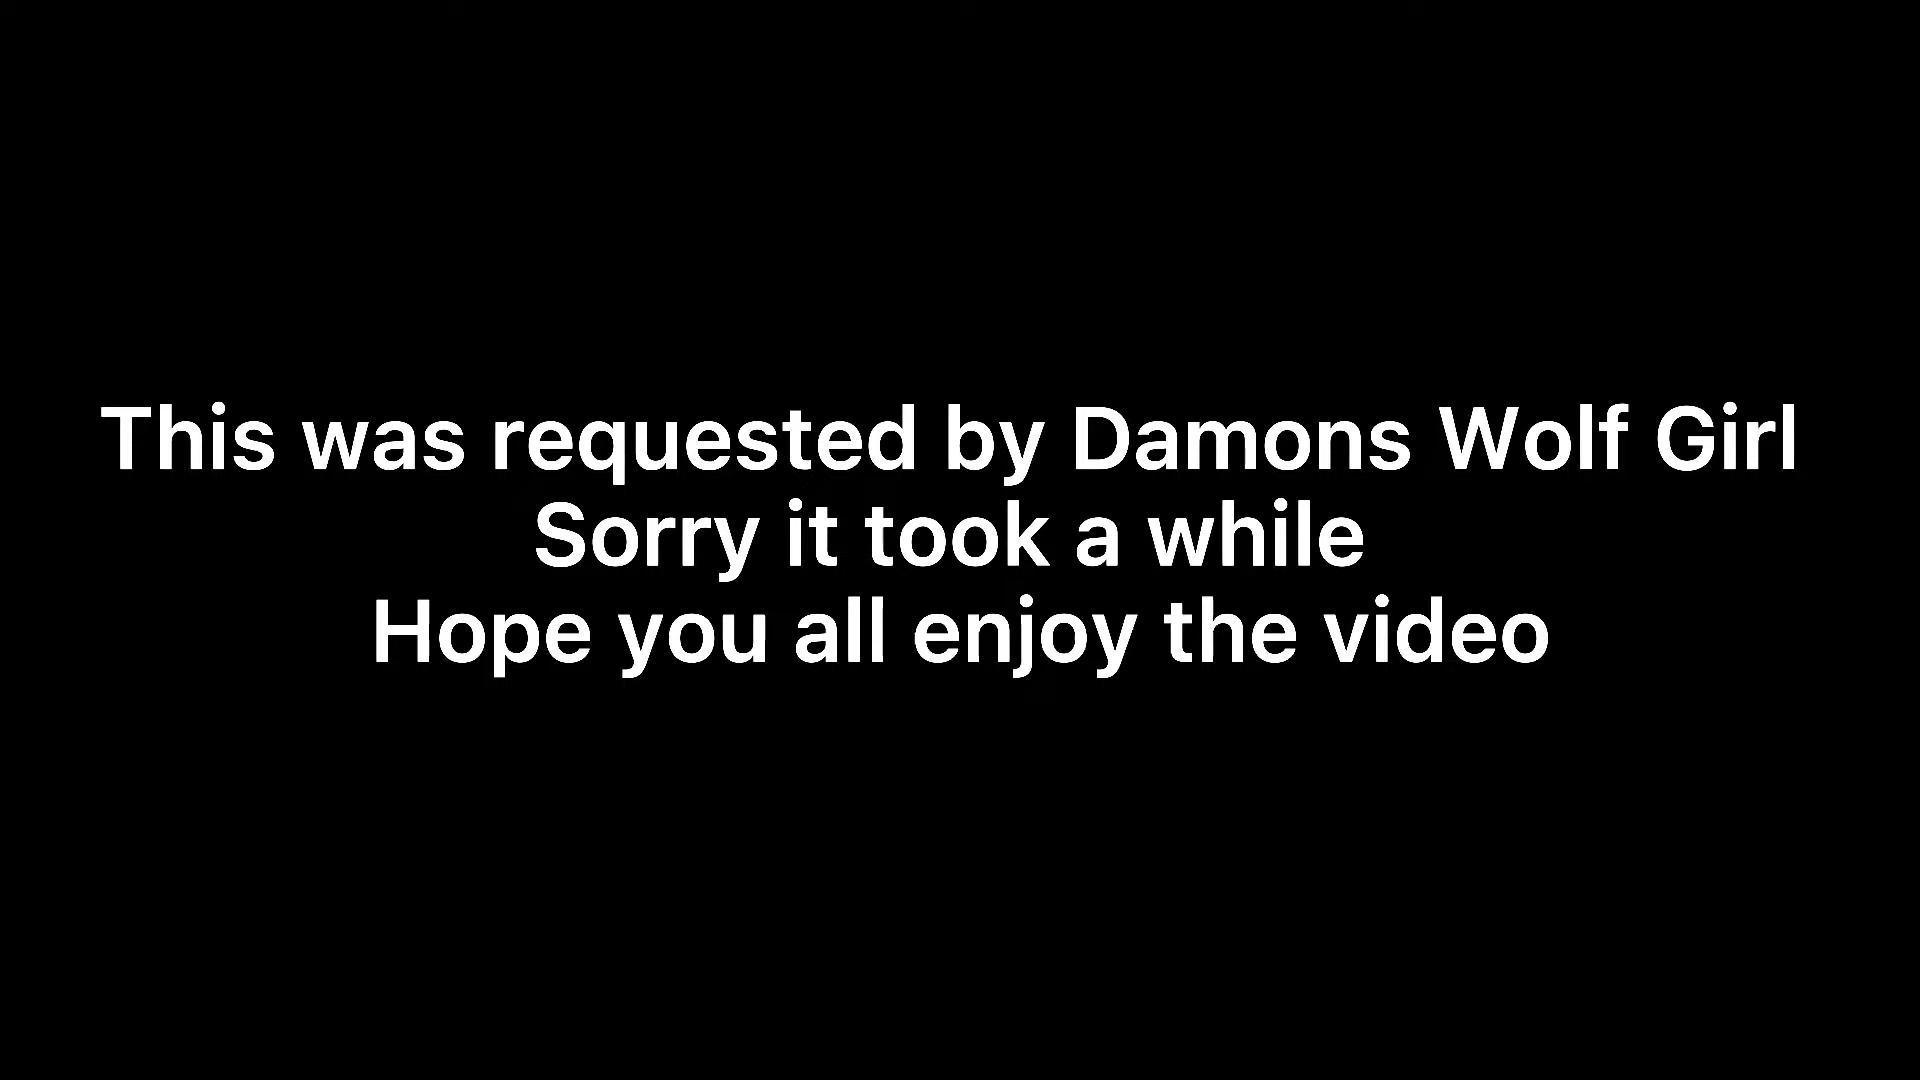 This was requested by Damons Wolf Girl
Sorry it took a while
Hope you all enjoy the video